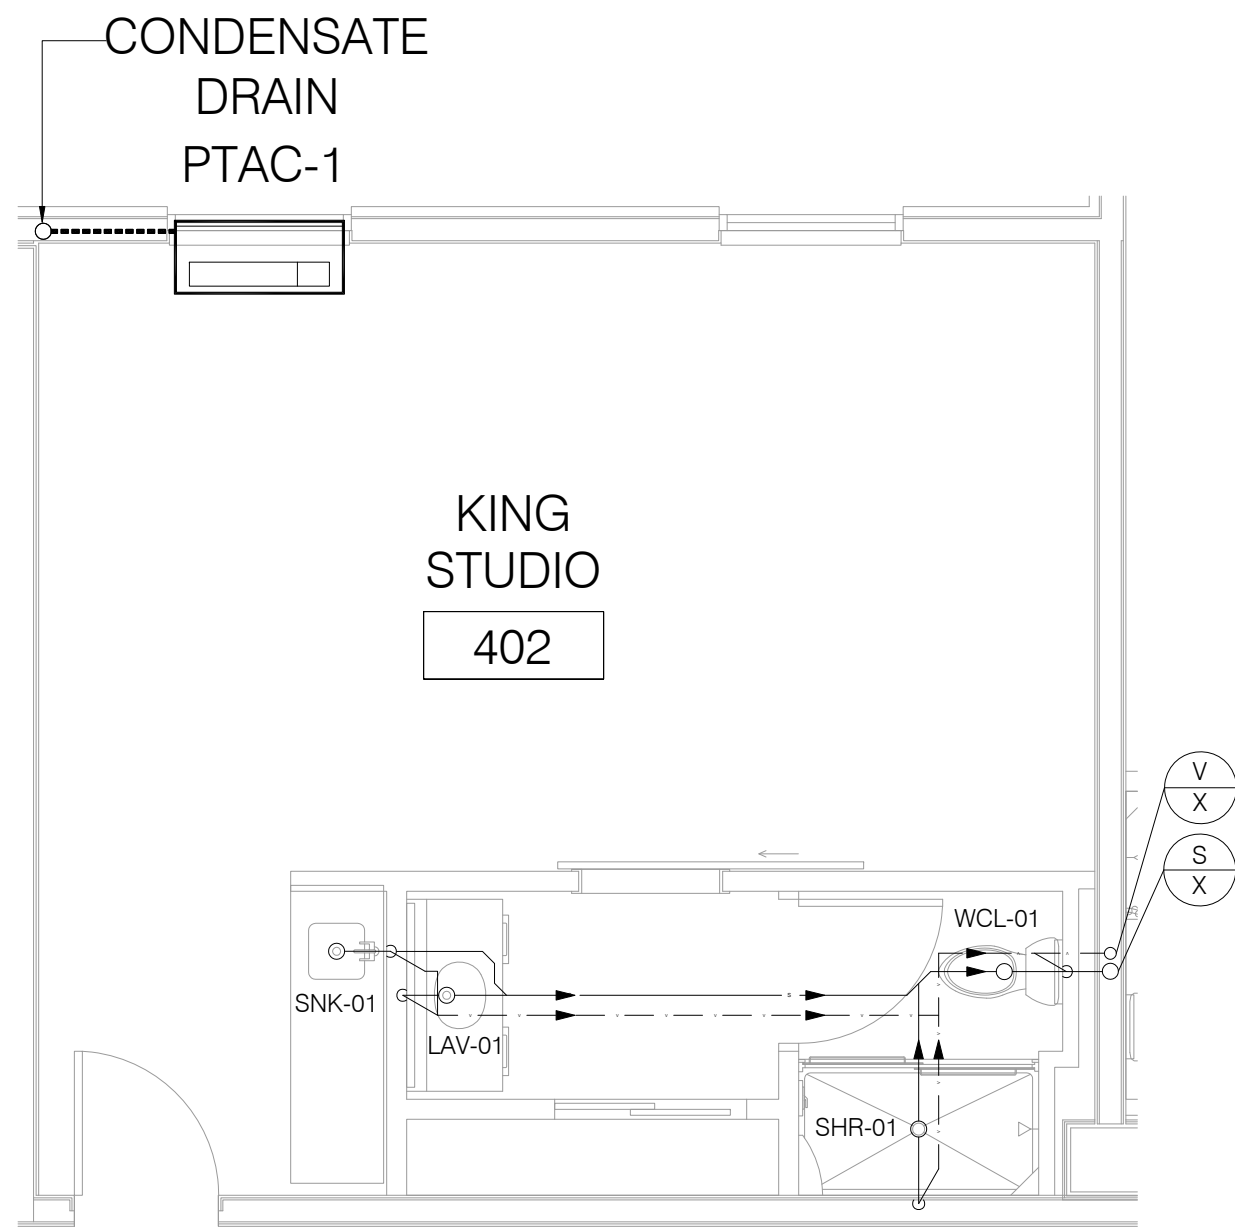 CONDENSATE
DRAIN
PTAC-1
KING
STUDIO
402
V
X
S
X
WCL-01
SNK-01
S
LAV-01
V V V V V V V V
SHR-01